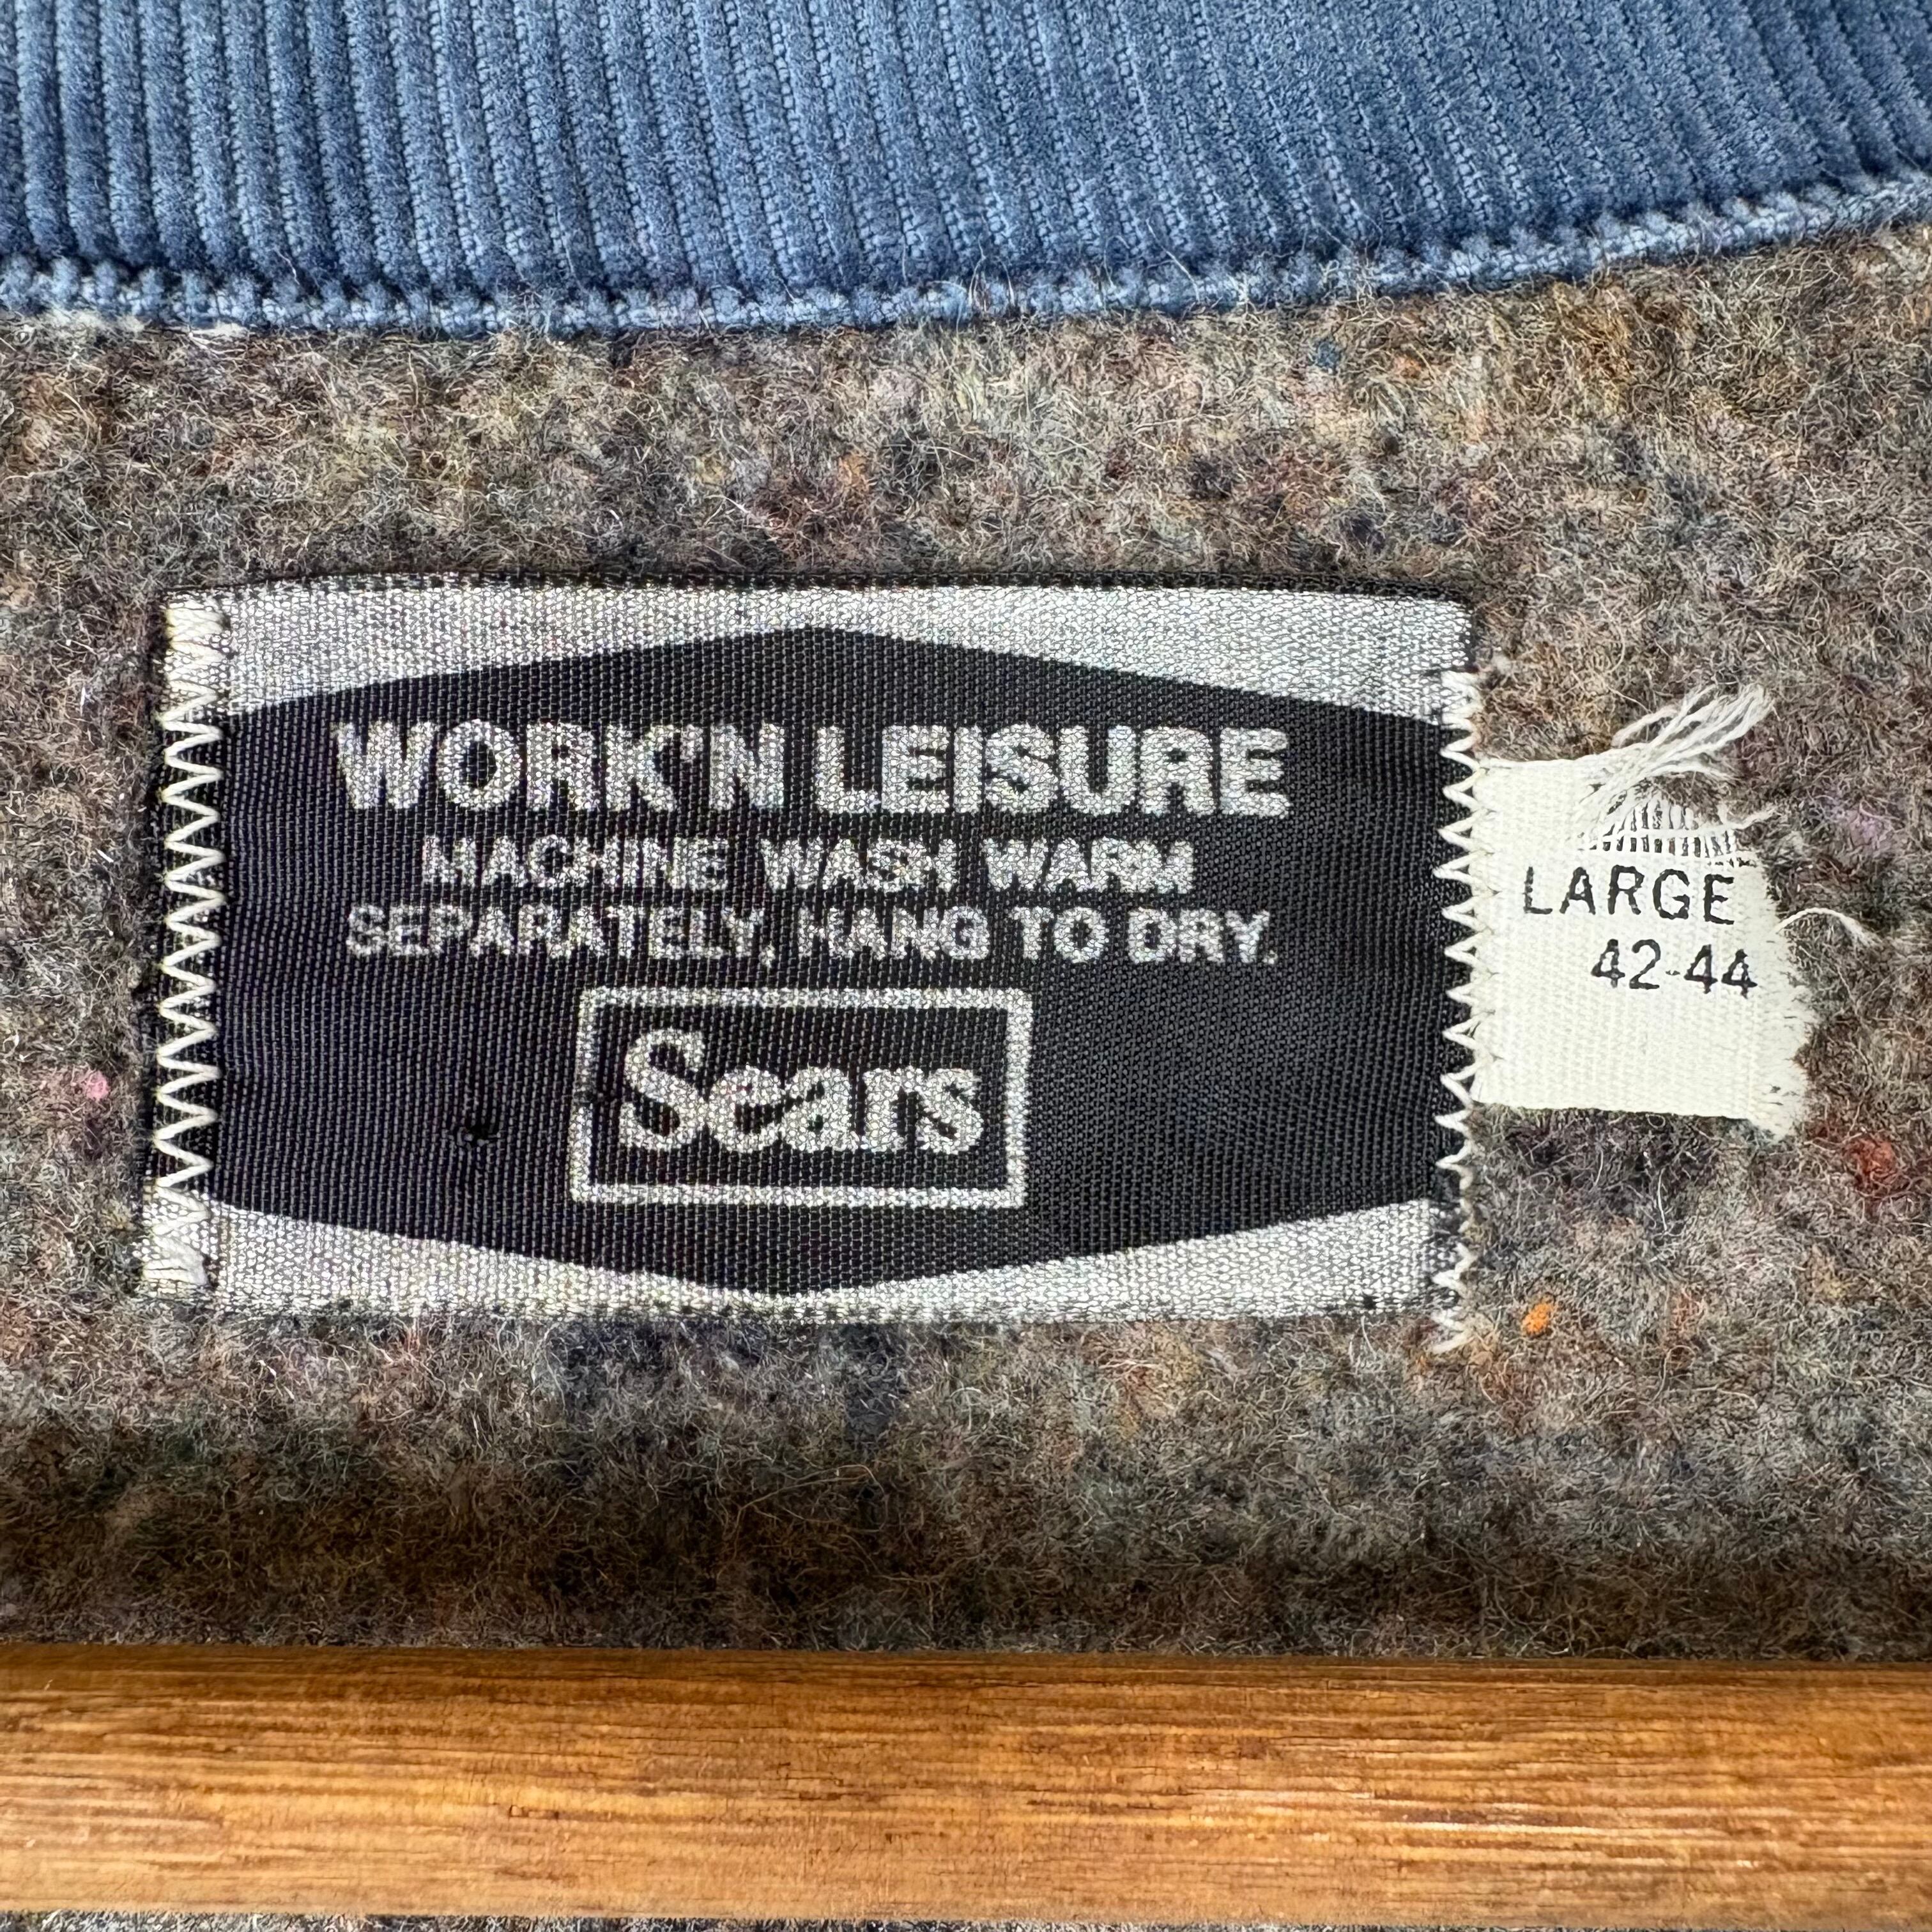 WORK'N LEISURE
MACHINE WASH WARM
SEPARATELY, HANG TO DRY.
Sears
LARGE
42-44